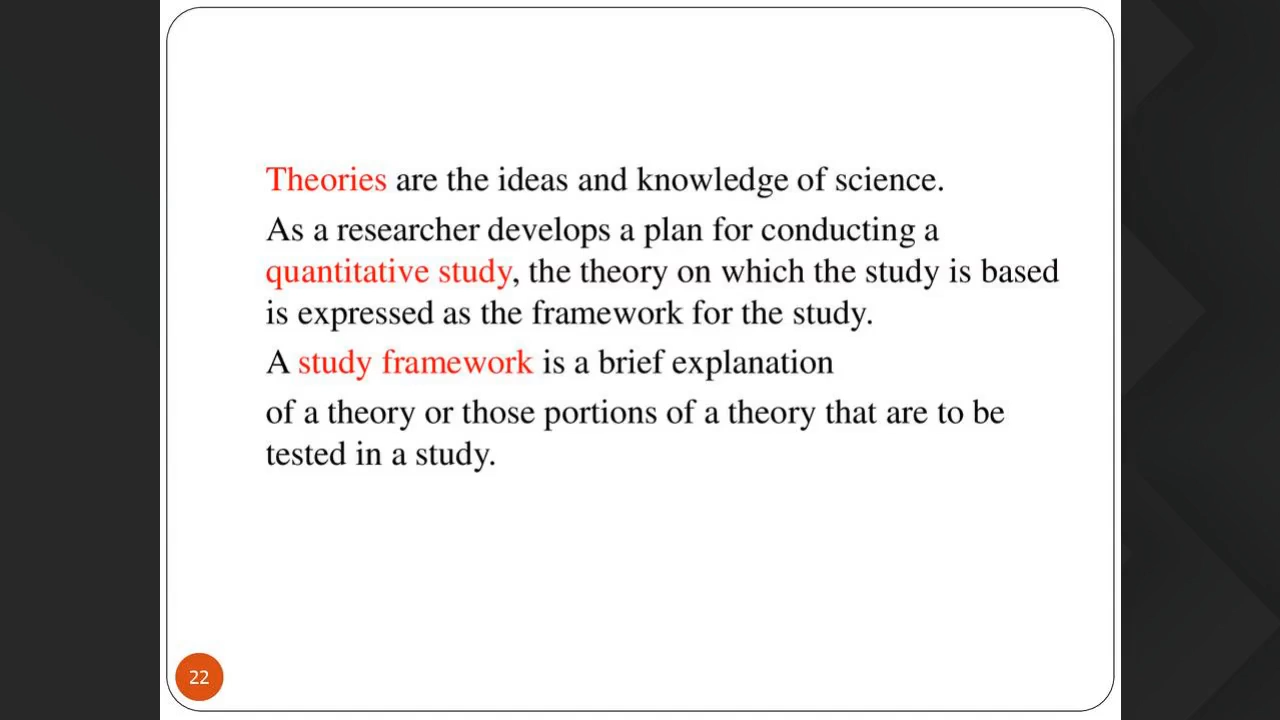 Theories are the ideas and knowledge of science.
As a researcher develops a plan for conducting a
quantitative study, the theory on which the study is based
is expressed as the framework for the study.
A study framework is a brief explanation
of a theory or those portions of a theory that are to be
tested in a study.
22